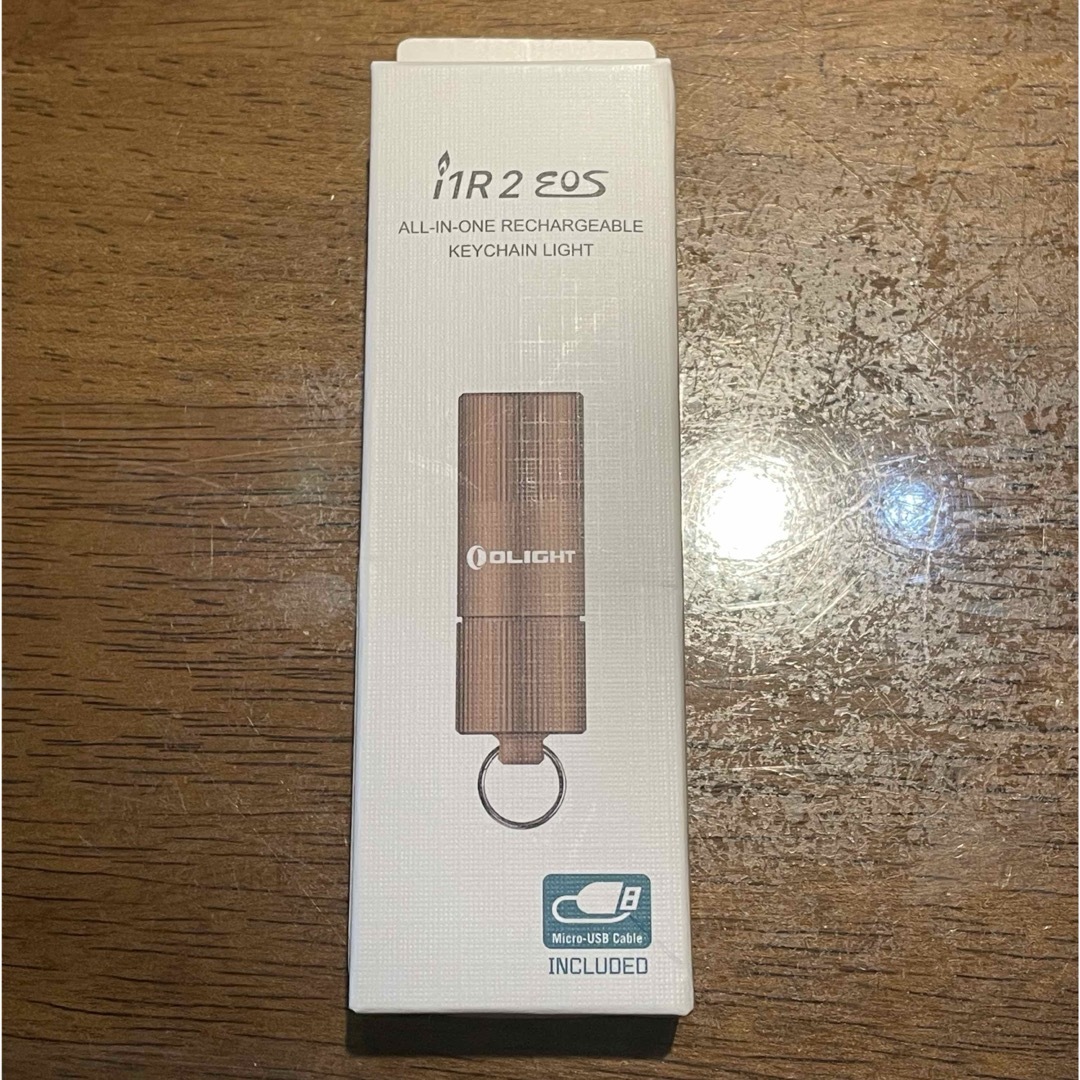 i1R 2 EOS
ALL-IN-ONE RECHARGEABLE
KEYCHAIN LIGHT
OLIGHT
Micro-USB Cable
INCLUDED